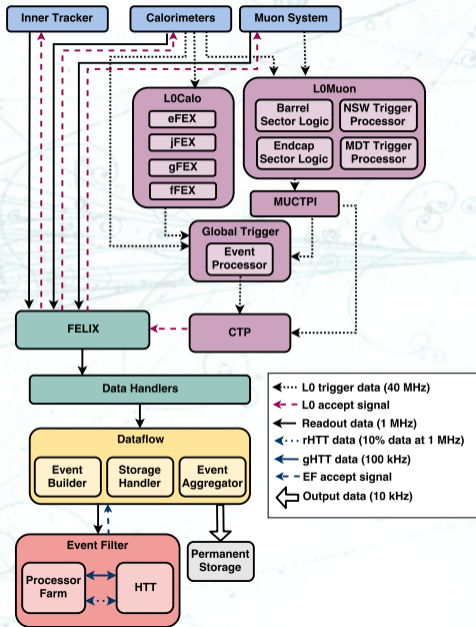 Inner Tracker
Calorimeters
Muon System
L0Calo
eFEX
jFEX
gFEX
fFEX
L0Muon
Barrel
Sector Logic
NSW Trigger
Processor
Endcap
Sector Logic
MDT Trigger
Processor
MUCTPI
Global Trigger
Event
Processor
FELIX
CTP
Data Handlers
Dataflow
Event
Builder
Storage
Handler
Event
Aggregator
Event Filter
Processor
Farm
HTT
Permanent
Storage
L0 trigger data (40 MHz)
L0 accept signal
Readout data (1 MHz)
rHTT data (10% data at 1 MHz)
gHTT data (100 kHz)
EF accept signal
Output data (10 kHz)